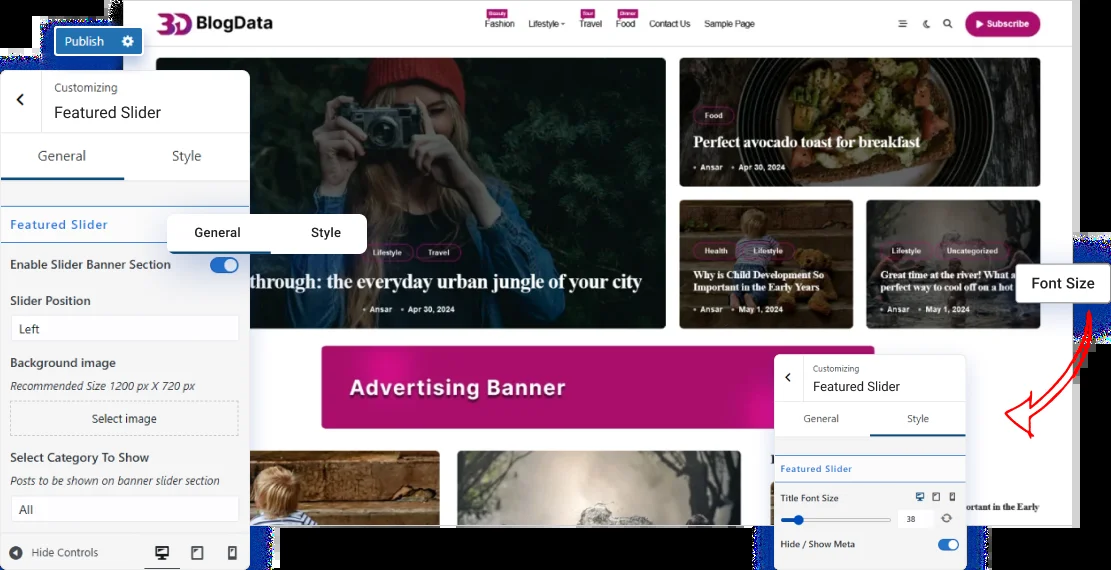 Publish
BlogData
Beauty
Fashion
Lifestyle
Tour
Travel
Dinner
Food
Contact Us
Sample Page
Subscribe
Customizing
Featured Slider
General
Style
Featured Slider
General
Style
Enable Slider Banner Section
Slider Position
Left
Background image
Recommended Size 1200 px X 720 px
Select image
Select Category To Show
Posts to be shown on banner slider section
All
Hide Controls
Lifestyle
Travel
through: the everyday urban jungle of your city
Ansar
Apr 30, 2024
Food
Perfect avocado toast for breakfast
Ansar
Apr 30, 2024
Health
Lifestyle
Why is Child Development So
Important in the Early Years
Ansar
May 1, 2024
Lifestyle
Uncategorized
Great time at the river! What a
perfect way to cool off on a hot
Ansar
May 1, 2024
Font Size
Advertising Banner
Customizing
Featured Slider
General
Style
Featured Slider
Title Font Size
38
Hide / Show Meta
in the Early